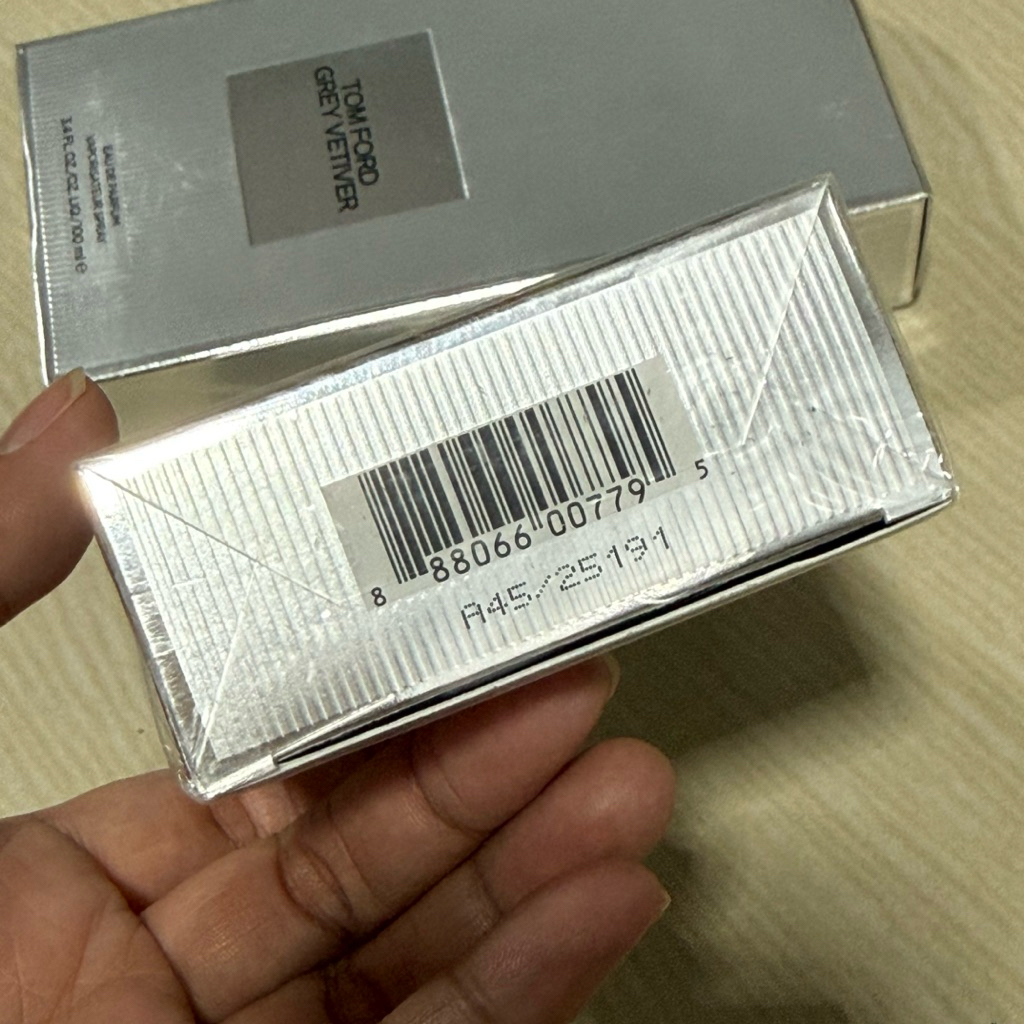 TOM FORD
GREY VETIVER
EAU DE PARFUM
VAPORISATEUR SPRAY
3.4 FL.OZ./OZ. LIQ./100 ml ℮
8 88066 00779 5
A45/25191